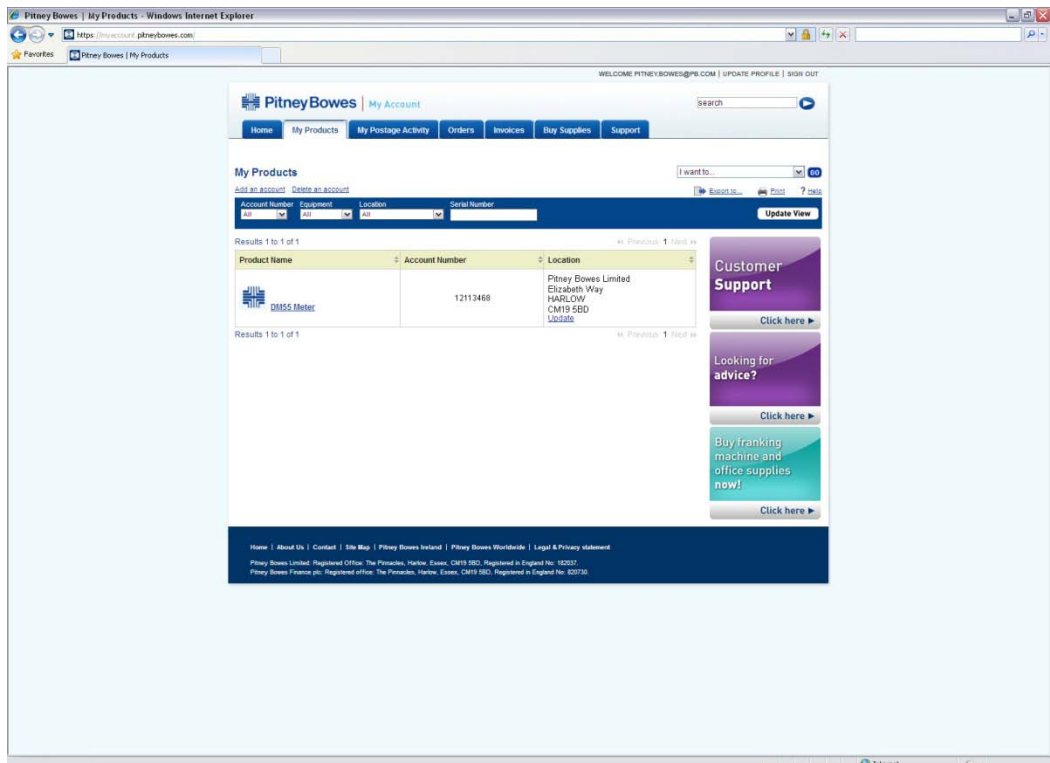 Pitney Bowes | My Products - Windows Internet Explorer
https://myaccount.pitneybowes.com/
Favorites Pitney Bowes | My Products
WELCOME PITNEY.BOWES@PB.COM | UPDATE PROFILE | SIGN OUT
Pitney Bowes | My Account
search
Home My Products My Postage Activity Orders Invoices Buy Supplies Support
My Products
I want to... GO
Add an account Delete an account
Export to... Print ? Help
Account Number Equipment Location Serial Number
All All All
Update View
Results 1 to 1 of 1
Previous 1 Next
Product Name Account Number Location
DM55 Meter
12113468
Pitney Bowes Limited
Elizabeth Way
HARLOW
CM19 5BD
Update
Results 1 to 1 of 1
Previous 1 Next
Customer
Support
Click here
Looking for
advice?
Click here
Buy franking
machine and
office supplies
now!
Click here
Home | About Us | Contact | Site Map | Pitney Bowes Ireland | Pitney Bowes Worldwide | Legal & Privacy statement
Pitney Bowes Limited: Registered Office: The Pinnacles, Harlow, Essex, CM19 5BD, Registered in England No: 182037.
Pitney Bowes Finance plc: Registered office: The Pinnacles, Harlow, Essex, CM19 5BD, Registered in England No: 820730.